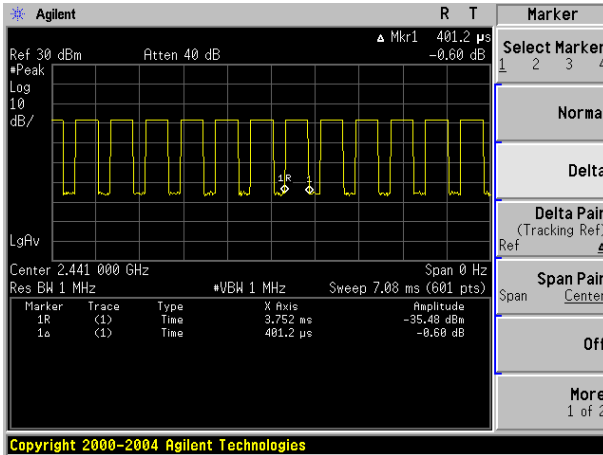 Agilent R T Marker
Δ Mkr1 401.2 µs
Ref 30 dBm Atten 40 dB -0.60 dB
#Peak
Log
10
dB/
1R 1
LgAv
Center 2.441 000 GHz Span 0 Hz
Res BW 1 MHz #VBW 1 MHz Sweep 7.08 ms (601 pts)
Marker Trace Type X Axis Amplitude
1R (1) Time 3.752 ms -35.48 dBm
1Δ (1) Time 401.2 µs -0.60 dB
Copyright 2000-2004 Agilent Technologies
Select Marker
1 2 3 4
Norma
Delta
Delta Pair
(Tracking Ref)
Ref Δ
Span Pair
Span Center
Off
More
1 of 2